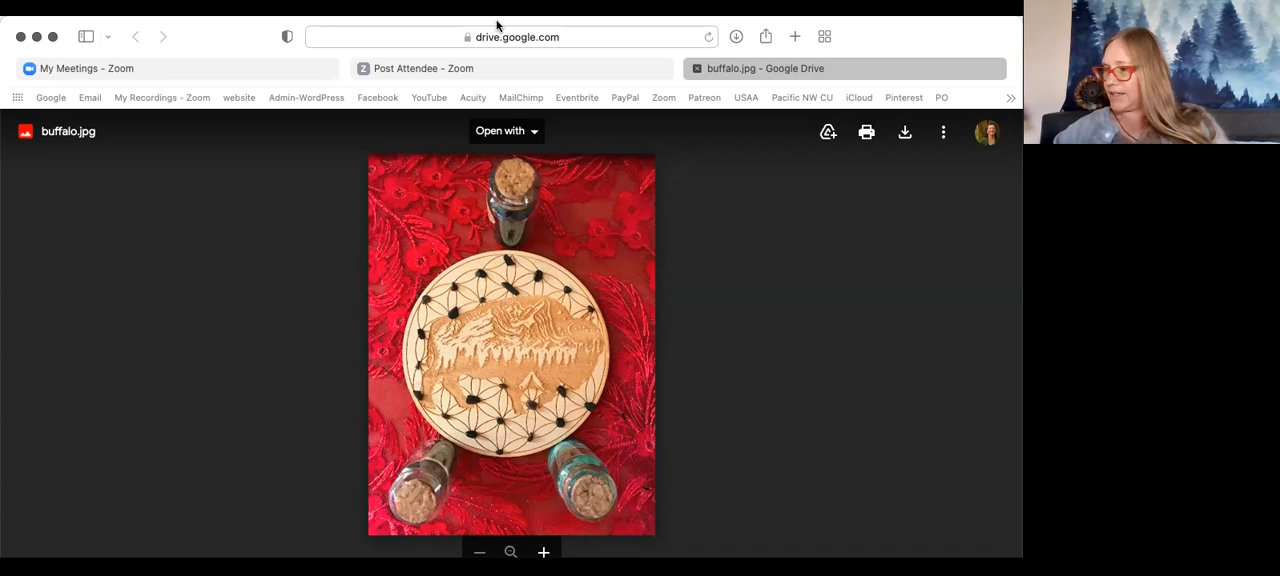 drive.google.com
My Meetings - Zoom
Z Post Attendee - Zoom
buffalo.jpg - Google Drive
Google Email My Recordings - Zoom website Admin-WordPress Facebook YouTube Acuity MailChimp Eventbrite PayPal Zoom Patreon USAA Pacific NW CU iCloud Pinterest PO
buffalo.jpg
Open with